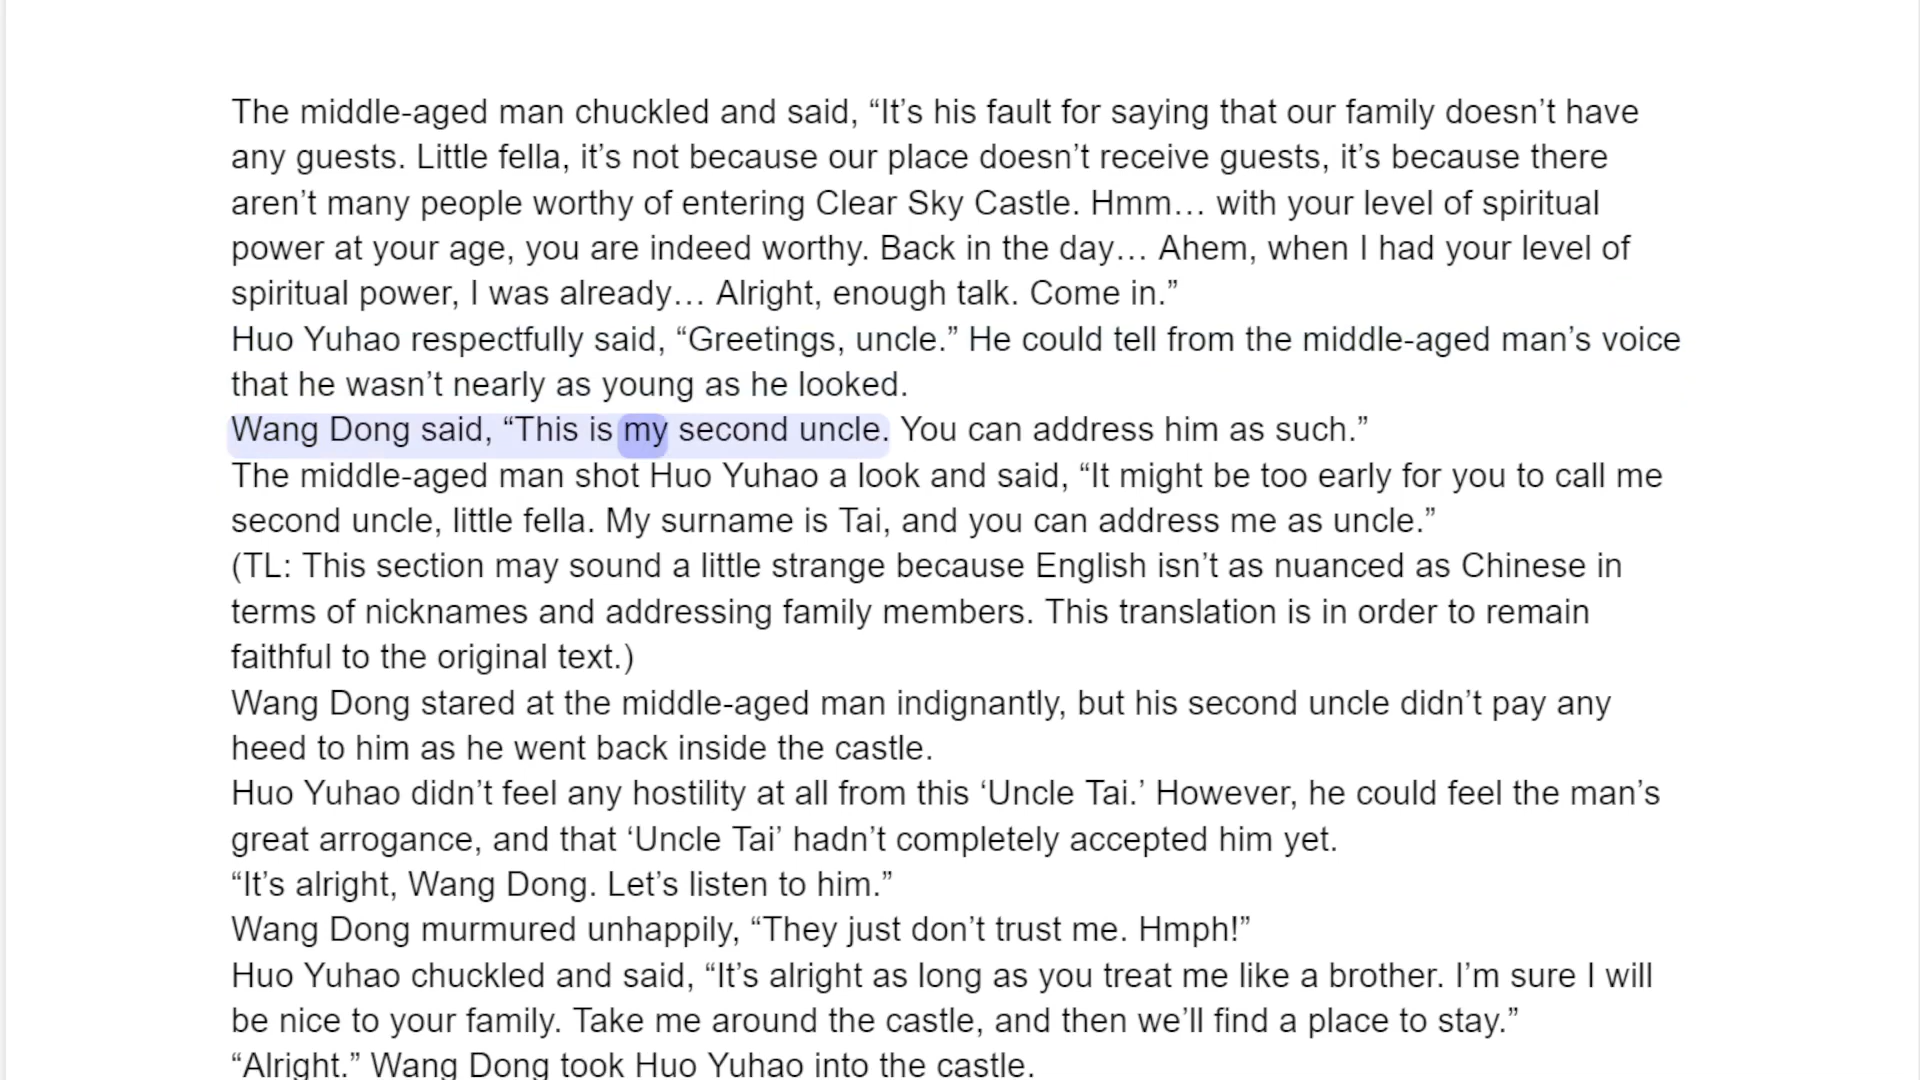 The middle-aged man chuckled and said, “It’s his fault for saying that our family doesn’t have
any guests. Little fella, it’s not because our place doesn’t receive guests, it’s because there
aren’t many people worthy of entering Clear Sky Castle. Hmm… with your level of spiritual
power at your age, you are indeed worthy. Back in the day… Ahem, when I had your level of
spiritual power, I was already… Alright, enough talk. Come in.”
Huo Yuhao respectfully said, “Greetings, uncle.” He could tell from the middle-aged man’s voice
that he wasn’t nearly as young as he looked.
Wang Dong said, “This is my second uncle. You can address him as such.”
The middle-aged man shot Huo Yuhao a look and said, “It might be too early for you to call me
second uncle, little fella. My surname is Tai, and you can address me as uncle.”
(TL: This section may sound a little strange because English isn’t as nuanced as Chinese in
terms of nicknames and addressing family members. This translation is in order to remain
faithful to the original text.)
Wang Dong stared at the middle-aged man indignantly, but his second uncle didn’t pay any
heed to him as he went back inside the castle.
Huo Yuhao didn’t feel any hostility at all from this ‘Uncle Tai.’ However, he could feel the man’s
great arrogance, and that ‘Uncle Tai’ hadn’t completely accepted him yet.
“It’s alright, Wang Dong. Let’s listen to him.”
Wang Dong murmured unhappily, “They just don’t trust me. Hmph!”
Huo Yuhao chuckled and said, “It’s alright as long as you treat me like a brother. I’m sure I will
be nice to your family. Take me around the castle, and then we’ll find a place to stay.”
“Alright.” Wang Dong took Huo Yuhao into the castle.